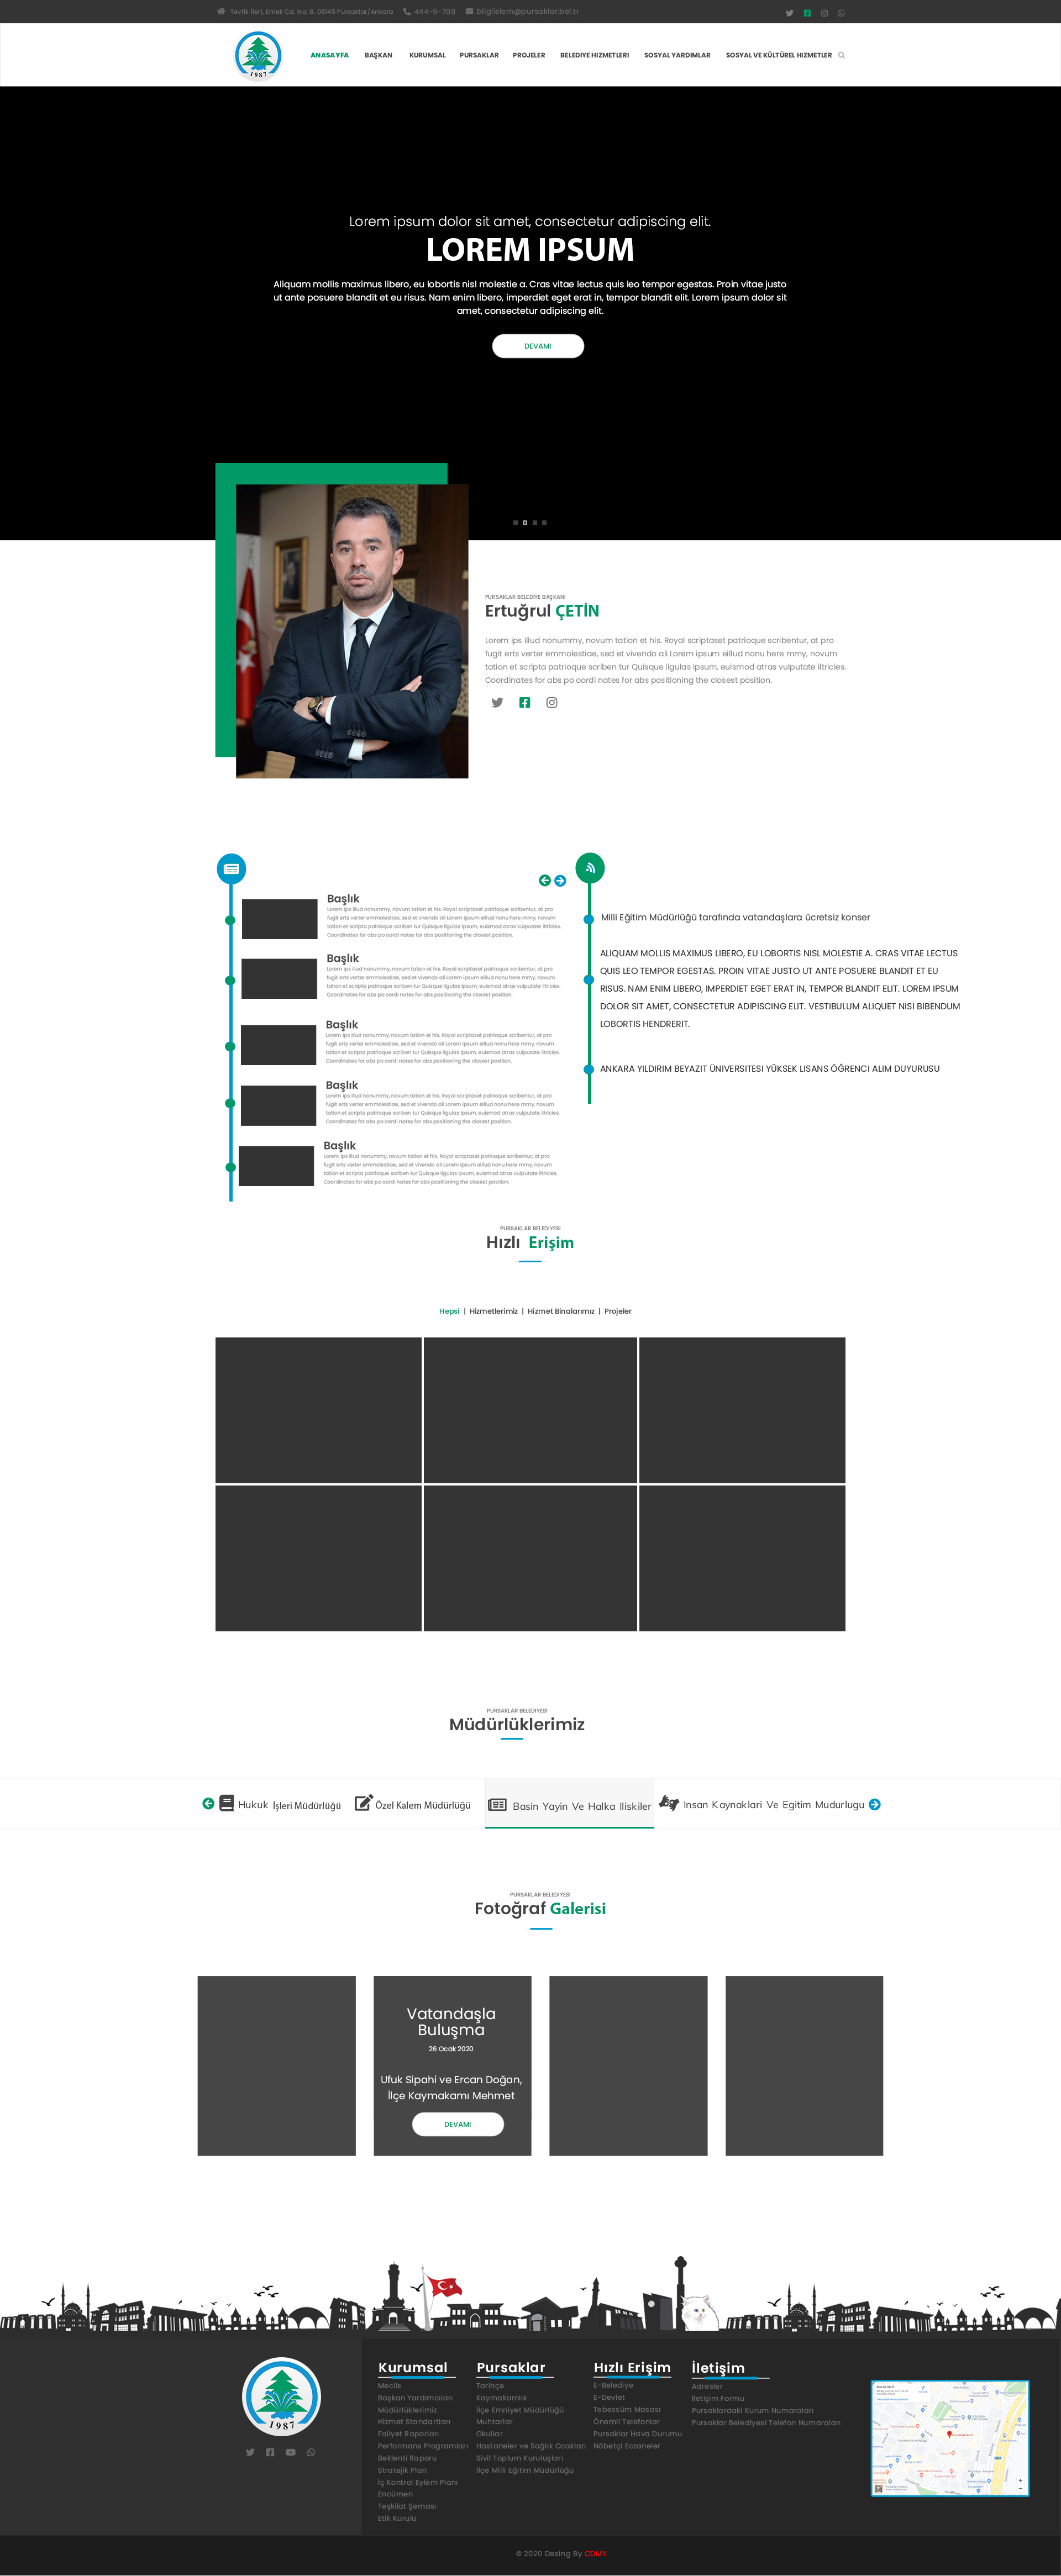 Tevfik İleri, Emek Cd. No: 8, 06145 Pursaklar/Ankara 444-9-709 bilgiislem@pursaklar.bel.tr
1987
ANASAYFA BAŞKAN KURUMSAL PURSAKLAR PROJELER BELEDIYE HIZMETLERI SOSYAL YARDIMLAR SOSYAL VE KÜLTÜREL HIZMETLER
Lorem ipsum dolor sit amet, consectetur adipiscing elit.
LOREM IPSUM
Aliquam mollis maximus libero, eu lobortis nisl molestie a. Cras vitae lectus quis leo tempor egestas. Proin vitae justo
ut ante posuere blandit et eu risus. Nam enim libero, imperdiet eget erat in, tempor blandit elit. Lorem ipsum dolor sit
amet, consectetur adipiscing elit.
DEVAMI
PURSAKLAR BELEDİYE BAŞKANI
Ertuğrul ÇETİN
Lorem ips illud nonummy, novum tation et his. Royal scriptaset patrioque scribentur, at pro
fugit erts verter emmolestiae, sed et vivendo ali Lorem ipsum eillud nonu here mmy, novum
tation et scripta patrioque scriben tur Quisque ligulas ipsum, euismod atras vulputate iltricies.
Coordinates for abs po oordi nates for abs positioning the closest position.
Başlık
Lorem ips illud nonummy, novum tation et his. Royal scriptaset patrioque scribentur, at pro
fugit erts verter emmolestiae, sed et vivendo ali Lorem ipsum eillud nonu here mmy, novum
tation et scripta patrioque scriben tur Quisque ligulas ipsum, euismod atras vulputate iltricies.
Coordinates for abs po oordi nates for abs positioning the closest position.
Başlık
Lorem ips illud nonummy, novum tation et his. Royal scriptaset patrioque scribentur, at pro
fugit erts verter emmolestiae, sed et vivendo ali Lorem ipsum eillud nonu here mmy, novum
tation et scripta patrioque scriben tur Quisque ligulas ipsum, euismod atras vulputate iltricies.
Coordinates for abs po oordi nates for abs positioning the closest position.
Başlık
Lorem ips illud nonummy, novum tation et his. Royal scriptaset patrioque scribentur, at pro
fugit erts verter emmolestiae, sed et vivendo ali Lorem ipsum eillud nonu here mmy, novum
tation et scripta patrioque scriben tur Quisque ligulas ipsum, euismod atras vulputate iltricies.
Coordinates for abs po oordi nates for abs positioning the closest position.
Başlık
Lorem ips illud nonummy, novum tation et his. Royal scriptaset patrioque scribentur, at pro
fugit erts verter emmolestiae, sed et vivendo ali Lorem ipsum eillud nonu here mmy, novum
tation et scripta patrioque scriben tur Quisque ligulas ipsum, euismod atras vulputate iltricies.
Coordinates for abs po oordi nates for abs positioning the closest position.
Başlık
Lorem ips illud nonummy, novum tation et his. Royal scriptaset patrioque scribentur, at pro
fugit erts verter emmolestiae, sed et vivendo ali Lorem ipsum eillud nonu here mmy, novum
tation et scripta patrioque scriben tur Quisque ligulas ipsum, euismod atras vulputate iltricies.
Coordinates for abs po oordi nates for abs positioning the closest position.
Milli Eğitim Müdürlüğü tarafında vatandaşlara ücretsiz konser
ALIQUAM MOLLIS MAXIMUS LIBERO, EU LOBORTIS NISL MOLESTIE A. CRAS VITAE LECTUS
QUIS LEO TEMPOR EGESTAS. PROIN VITAE JUSTO UT ANTE POSUERE BLANDIT ET EU
RISUS. NAM ENIM LIBERO, IMPERDIET EGET ERAT IN, TEMPOR BLANDIT ELIT. LOREM IPSUM
DOLOR SIT AMET, CONSECTETUR ADIPISCING ELIT. VESTIBULUM ALIQUET NISI BIBENDUM
LOBORTIS HENDRERIT.
ANKARA YILDIRIM BEYAZIT ÜNIVERSITESI YÜKSEK LISANS ÖĞRENCI ALIM DUYURUSU
PURSAKLAR BELEDIYESI
Hızlı Erişim
Hepsi | Hizmetlerimiz | Hizmet Binalarımız | Projeler
PURSAKLAR BELEDIYESI
Müdürlüklerimiz
Hukuk İşleri Müdürlüğü Özel Kalem Müdürlüğü Basin Yayin Ve Halka Iliskiler Insan Kaynaklari Ve Egitim Mudurlugu
PURSAKLAR BELEDİYESİ
Fotoğraf Galerisi
Vatandaşla
Buluşma
26 Ocak 2020
Ufuk Sipahi ve Ercan Doğan,
İlçe Kaymakamı Mehmet
DEVAMI
1987
Kurumsal
Meclis
Başkan Yardımcıları
Müdürlüklerimiz
Hizmet Standartları
Faliyet Raporları
Performans Programları
Beklenti Raporu
Stratejik Plan
İç Kontrol Eylem Planı
Encümen
Teşkilat Şeması
Etik Kurulu
Pursaklar
Tarihçe
Kaymakamlık
İlçe Emniyet Müdürlüğü
Muhtarlar
Okullar
Hastaneler ve Sağlık Ocakları
Sivil Toplum Kuruluşları
İlçe Milli Eğitim Müdürlüğü
Hızlı Erişim
E-Belediye
E-Devlet
Tebessüm Masası
Önemli Telefonlar
Pursaklar Hava Durumu
Nöbetçi Eczaneler
İletişim
Adresler
İletişim Formu
Pursaklardaki Kurum Numaraları
Pursaklar Belediyesi Telefon Numaraları
© 2020 Desing By CDMY